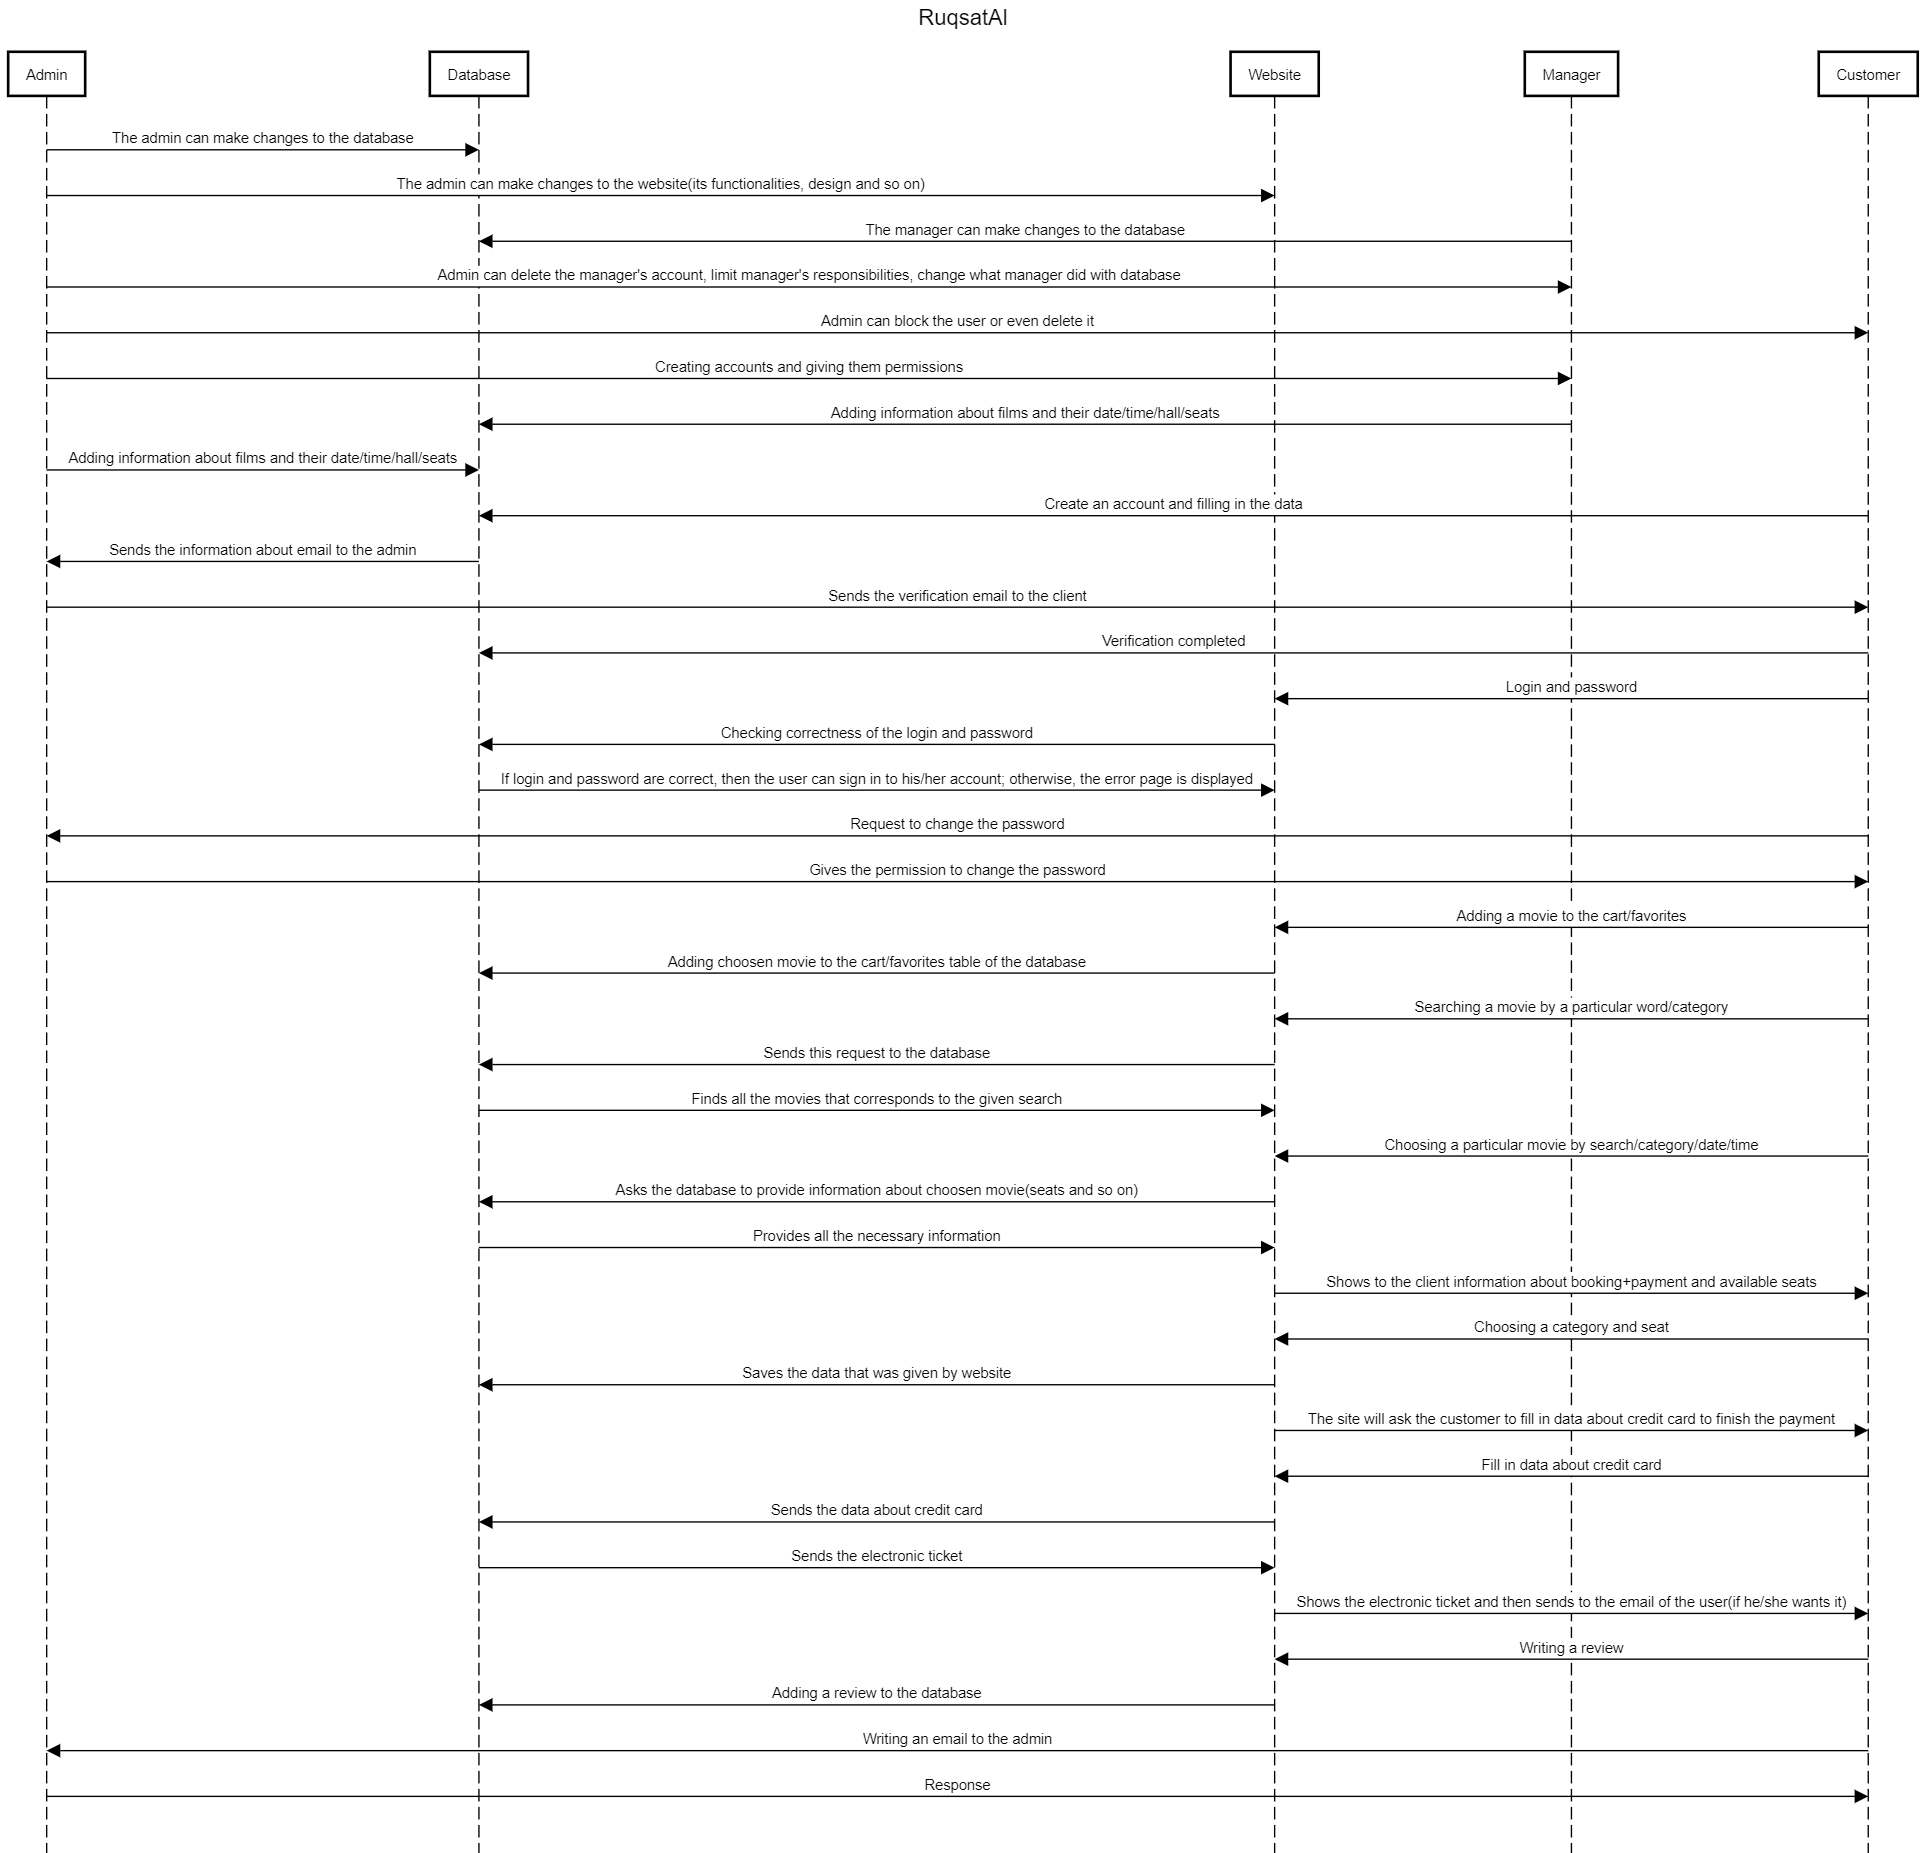 RuqsatAl
Admin
Database
Website
Manager
Customer
The admin can make changes to the database
The admin can make changes to the website(its functionalities, design and so on)
The manager can make changes to the database
Admin can delete the manager's account, limit manager's responsibilities, change what manager did with database
Admin can block the user or even delete it
Creating accounts and giving them permissions
Adding information about films and their date/time/hall/seats
Adding information about films and their date/time/hall/seats
Create an account and filling in the data
Sends the information about email to the admin
Sends the verification email to the client
Verification completed
Login and password
Checking correctness of the login and password
If login and password are correct, then the user can sign in to his/her account; otherwise, the error page is displayed
Request to change the password
Gives the permission to change the password
Adding a movie to the cart/favorites
Adding choosen movie to the cart/favorites table of the database
Searching a movie by a particular word/category
Sends this request to the database
Finds all the movies that corresponds to the given search
Choosing a particular movie by search/category/date/time
Asks the database to provide information about choosen movie(seats and so on)
Provides all the necessary information
Shows to the client information about booking+payment and available seats
Choosing a category and seat
Saves the data that was given by website
The site will ask the customer to fill in data about credit card to finish the payment
Fill in data about credit card
Sends the data about credit card
Sends the electronic ticket
Shows the electronic ticket and then sends to the email of the user(if he/she wants it)
Writing a review
Adding a review to the database
Writing an email to the admin
Response